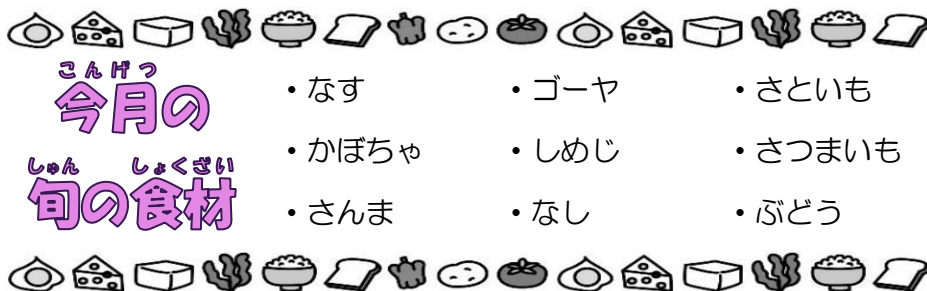 こんげつ
今月の
しゅん しょくざい
旬の食材
・なす ・ゴーヤ ・さといも
・かぼちゃ ・しめじ ・さつまいも
・さんま ・なし ・ぶどう